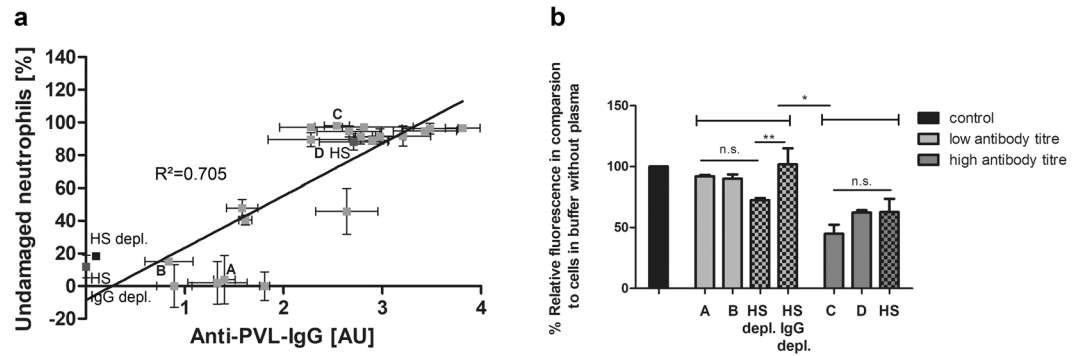 a
Undamaged neutrophils [%]
140
120
100
80
60
40
20
0
-20
C
D HS
R²=0.705
HS depl.
B
A
HS
IgG depl.
1
2
3
4
Anti-PVL-IgG [AU]
b
% Relative fluorescence in comparsion
to cells in buffer without plasma
150
100
50
0
*
**
n.s.
n.s.
A B HS HS C D HS
depl. IgG
depl.
control
low antibody titre
high antibody titre